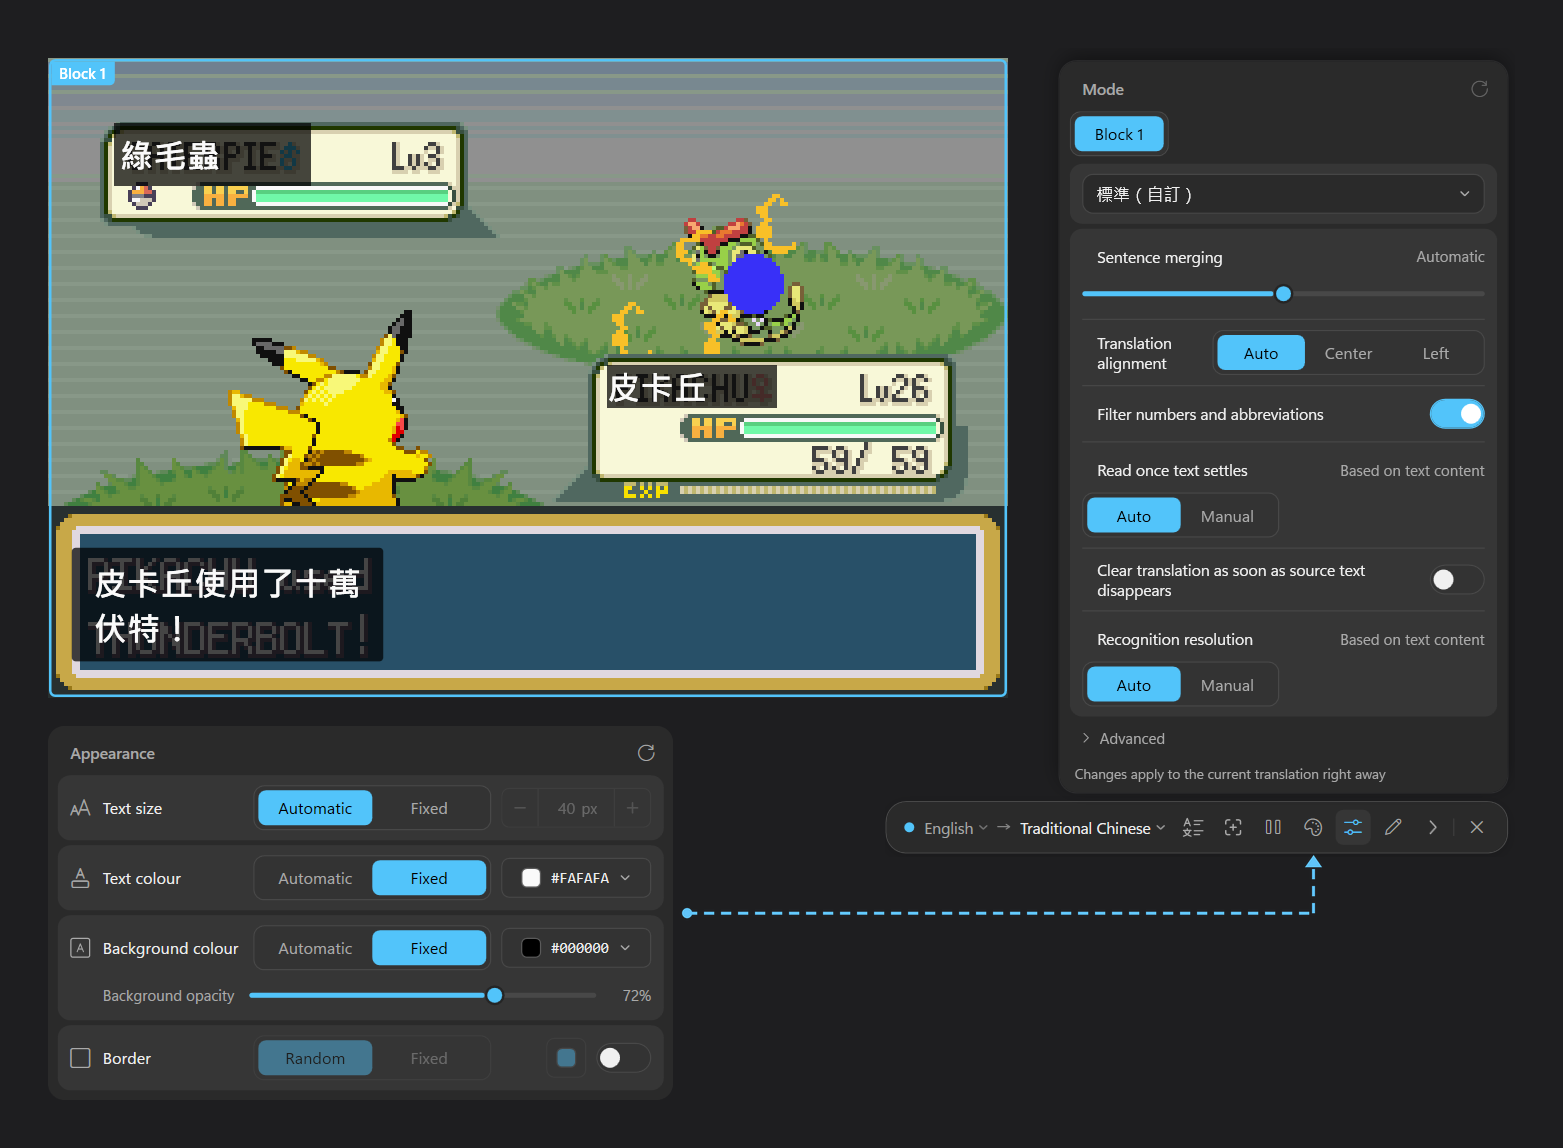 Block 1
綠毛蟲
PIE♂
Lv3
HP
皮卡丘
CHU♀
Lv26
HP
59/ 59
EXP
皮卡丘使用了十萬
伏特！
THUNDERBOLT!
Mode
Block 1
標準（自訂）
Sentence merging
Automatic
Translation
alignment
Auto
Center
Left
Filter numbers and abbreviations
Read once text settles
Based on text content
Auto
Manual
Clear translation as soon as source text
disappears
Recognition resolution
Based on text content
Auto
Manual
Advanced
Changes apply to the current translation right away
English → Traditional Chinese
Appearance
Text size
Automatic
Fixed
− 40 px +
Text colour
Automatic
Fixed
#FAFAFA
Background colour
Automatic
Fixed
#000000
Background opacity
72%
Border
Random
Fixed